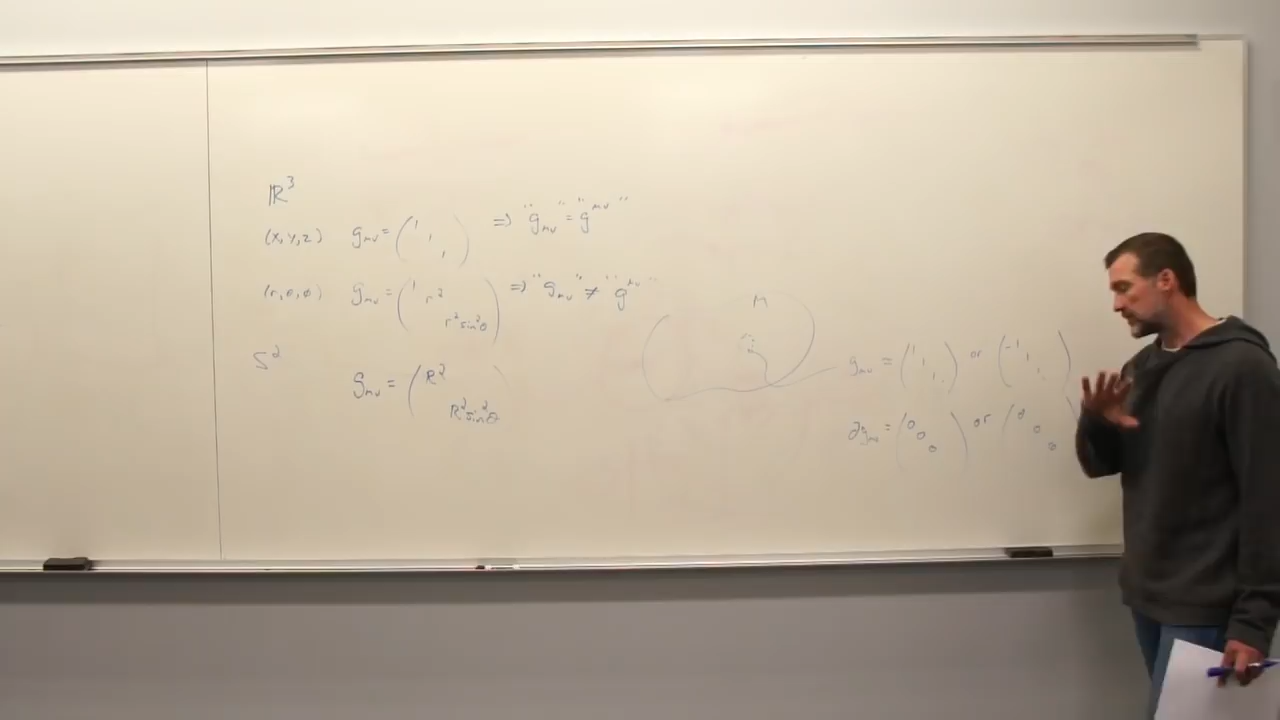 ℝ³
(x, y, z) g_μν = (1 1 1) ⇒ "g_μν" = "g^μν"
(r, θ, φ) g_μν = (1 r² r²sin²θ) ⇒ "g_μν" ≠ "g^μν"
S² g_μν = (R² R²sin²θ)
M
g_μν = (1 1 1) or (-1 1 1)
∂g_μν = (0 0 0) or (0 0 0)